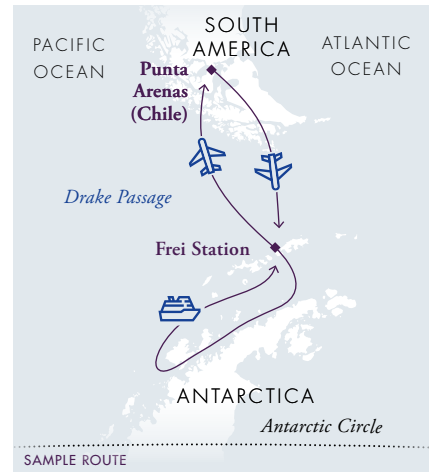 SOUTH
AMERICA
PACIFIC
OCEAN
ATLANTIC
OCEAN
Punta
Arenas
(Chile)
Drake Passage
Frei Station
ANTARCTICA
Antarctic Circle
SAMPLE ROUTE